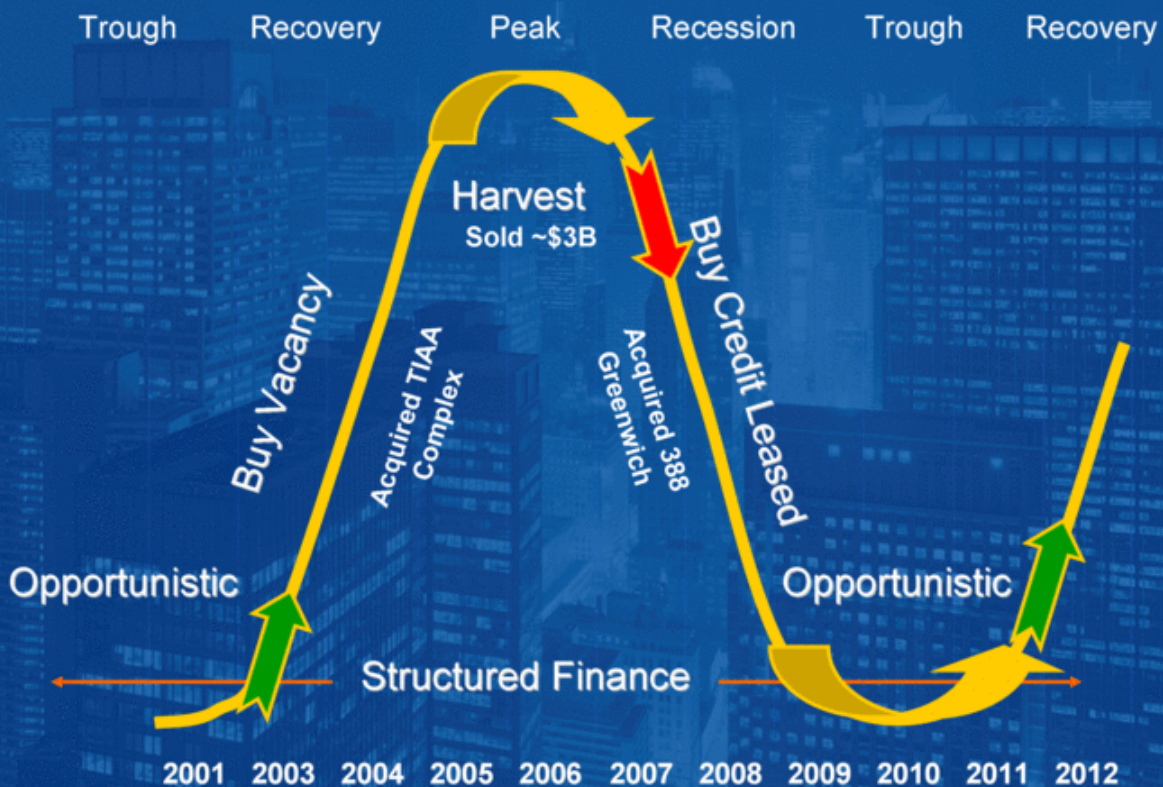 Trough Recovery Peak Recession Trough Recovery
Harvest
Sold ~$3B
Buy Vacancy
Acquired TIAA
Complex
Acquired 388
Greenwich
Buy Credit Leased
Opportunistic
Opportunistic
Structured Finance
2001 2003 2004 2005 2006 2007 2008 2009 2010 2011 2012